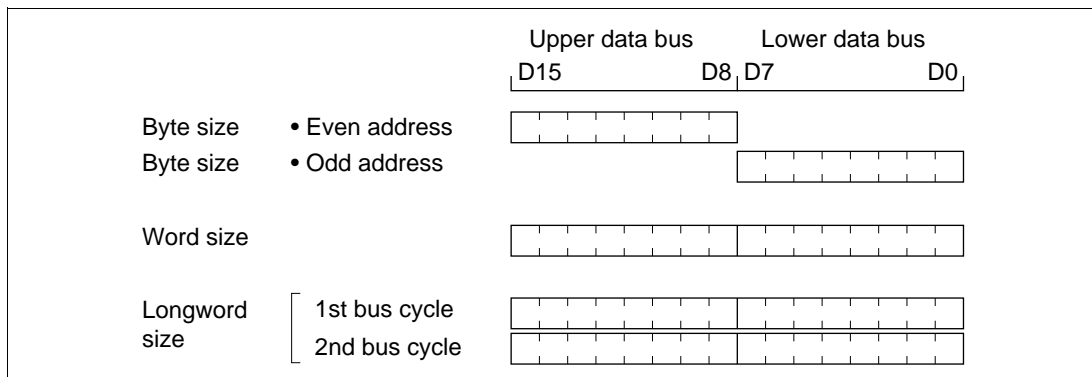 Upper data bus Lower data bus
D15 D8 D7 D0
Byte size • Even address
Byte size • Odd address
Word size
Longword size 1st bus cycle
2nd bus cycle